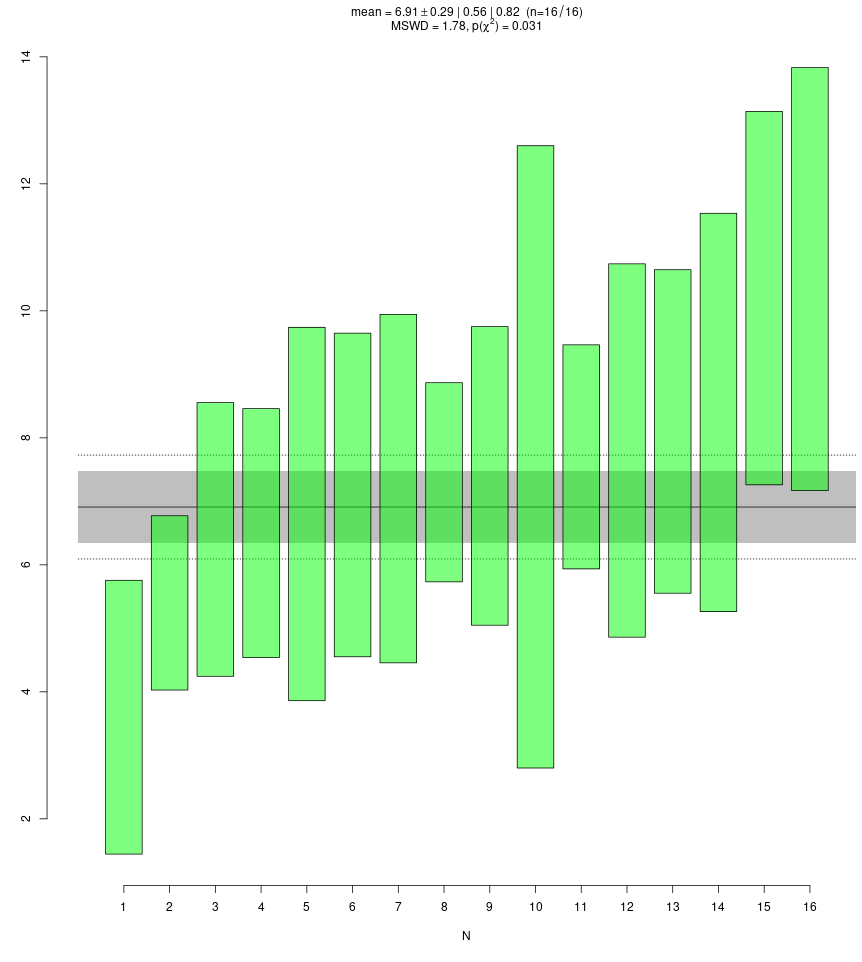 mean = 6.91 ± 0.29 | 0.56 | 0.82 (n=16/16)
MSWD = 1.78, p(χ²) = 0.031
14
12
10
8
6
4
2
1 2 3 4 5 6 7 8 9 10 11 12 13 14 15 16
N